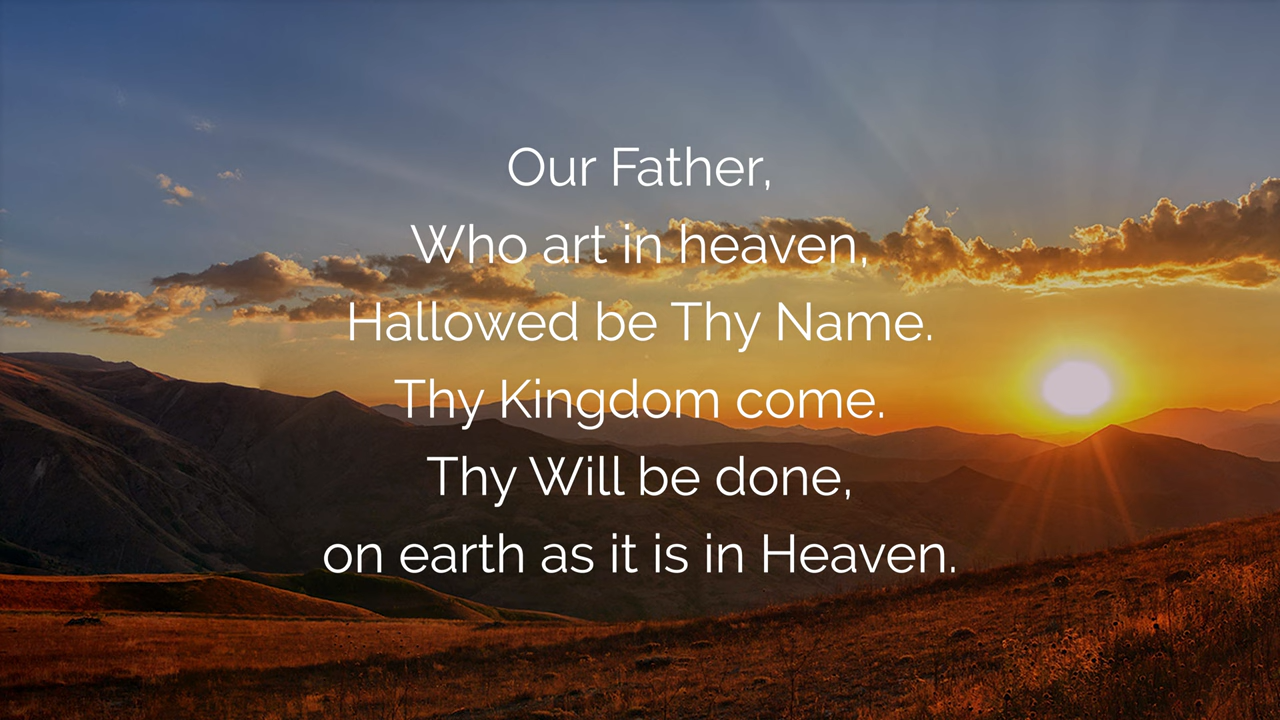 Our Father,
Who art in heaven,
Hallowed be Thy Name.
Thy Kingdom come.
Thy Will be done,
on earth as it is in Heaven.